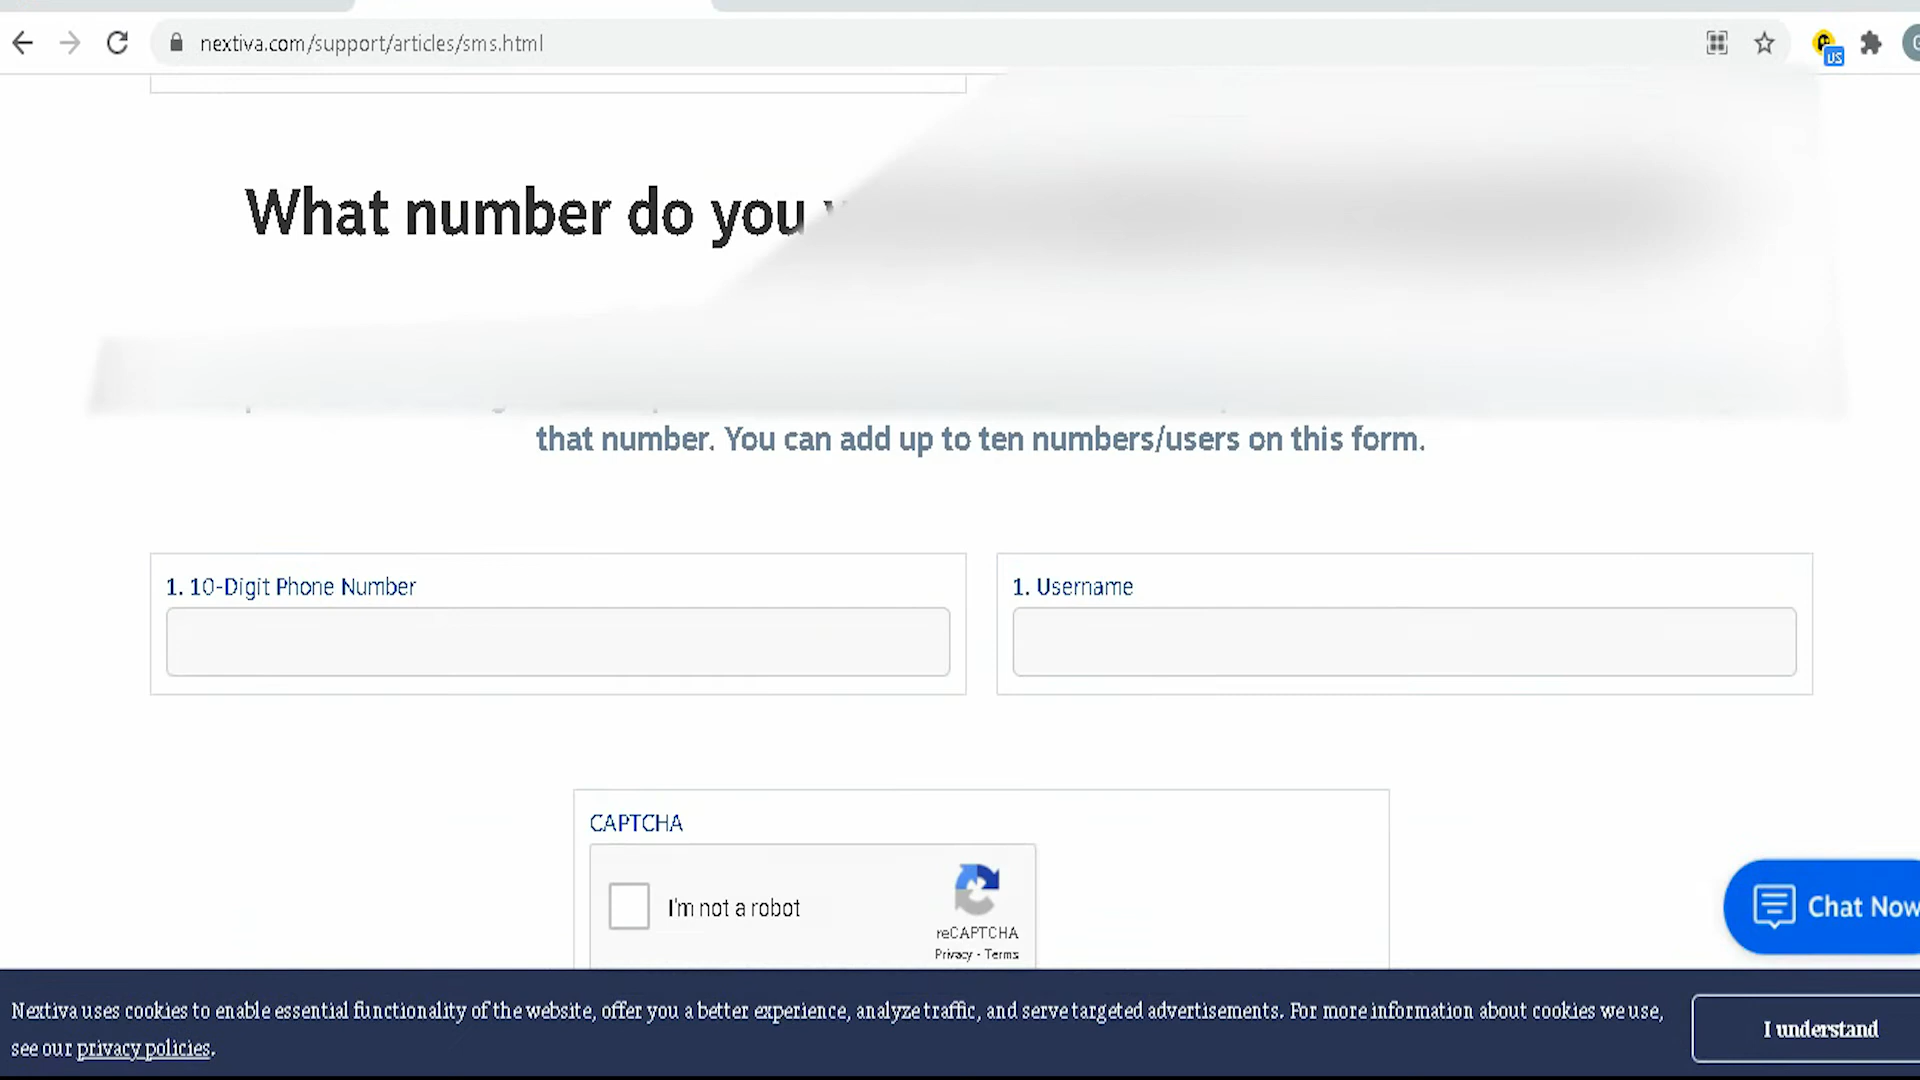 nextiva.com/support/articles/sms.html
US
What number do you
that number. You can add up to ten numbers/users on this form.
1. 10-Digit Phone Number
1. Username
CAPTCHA
I'm not a robot
reCAPTCHA
Privacy - Terms
Chat Now
Nextiva uses cookies to enable essential functionality of the website, offer you a better experience, analyze traffic, and serve targeted advertisements. For more information about cookies we use,
see our privacy policies.
I understand